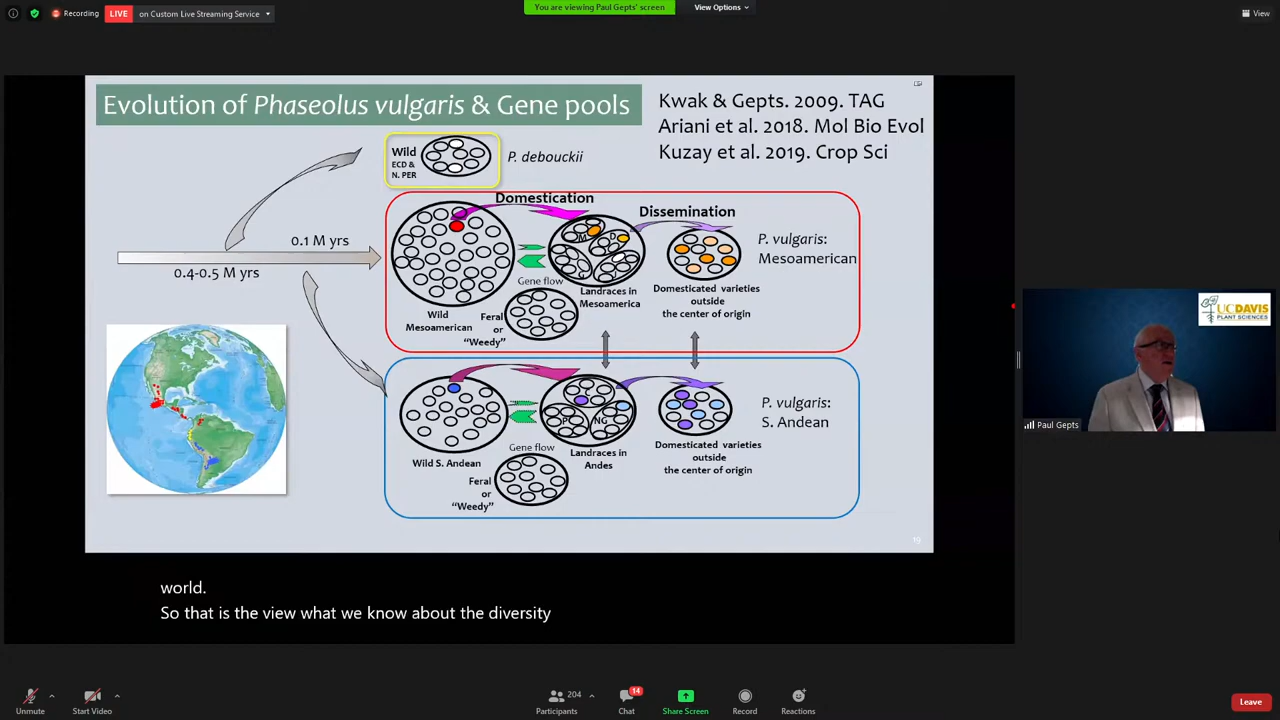 Recording
LIVE
on Custom Live Streaming Service
You are viewing Paul Gepts' screen
View Options
View
Evolution of Phaseolus vulgaris & Gene pools
Kwak & Gepts. 2009. TAG
Ariani et al. 2018. Mol Bio Evol
Kuzay et al. 2019. Crop Sci
Wild
ECD &
N. PER
P. debouckii
Domestication
Dissemination
0.1 M yrs
0.4-0.5 M yrs
M
D
G
P. vulgaris:
Mesoamerican
Gene flow
Landraces in
Mesoamerica
Domesticated varieties
outside
the center of origin
Wild
Mesoamerican
Feral
or
“Weedy”
P
NG
P. vulgaris:
S. Andean
Gene flow
Landraces in
Andes
Domesticated varieties
outside
the center of origin
Wild S. Andean
Feral
or
“Weedy”
19
UCDAVIS
PLANT SCIENCES
Paul Gepts
world.
So that is the view what we know about the diversity
Unmute
Start Video
204
Participants
14
Chat
Share Screen
Record
Reactions
Leave